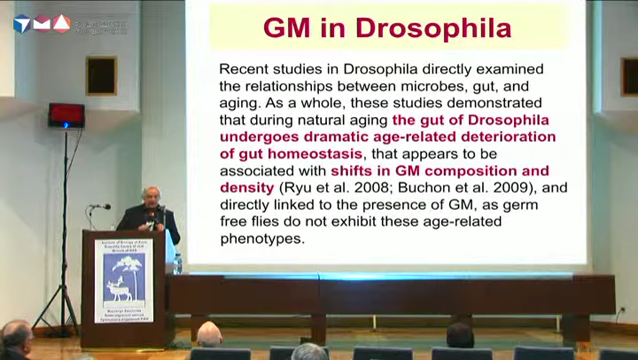 GM in Drosophila
Recent studies in Drosophila directly examined
the relationships between microbes, gut, and
aging. As a whole, these studies demonstrated
that during natural aging the gut of Drosophila
undergoes dramatic age-related deterioration
of gut homeostasis, that appears to be
associated with shifts in GM composition and
density (Ryu et al. 2008; Buchon et al. 2009), and
directly linked to the presence of GM, as germ
free flies do not exhibit these age-related
phenotypes.